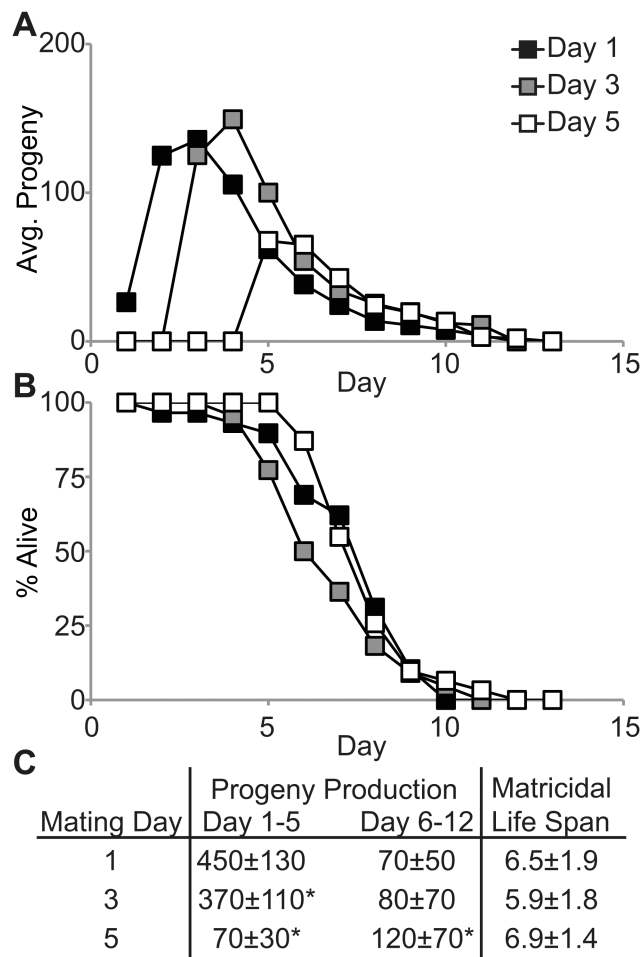 A
200
Day 1
Day 3
Day 5
Avg. Progeny
100
0
0 5 10 15
Day
B
100
75
% Alive
50
25
0
0 5 10 15
Day
C
Progeny Production Matricidal
Mating Day Day 1-5 Day 6-12 Life Span
1 450±130 70±50 6.5±1.9
3 370±110* 80±70 5.9±1.8
5 70±30* 120±70* 6.9±1.4